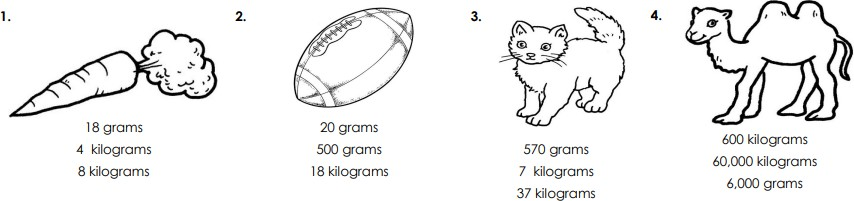 1.
18 grams
4 kilograms
8 kilograms
2.
20 grams
500 grams
18 kilograms
3.
570 grams
7 kilograms
37 kilograms
4.
600 kilograms
60,000 kilograms
6,000 grams